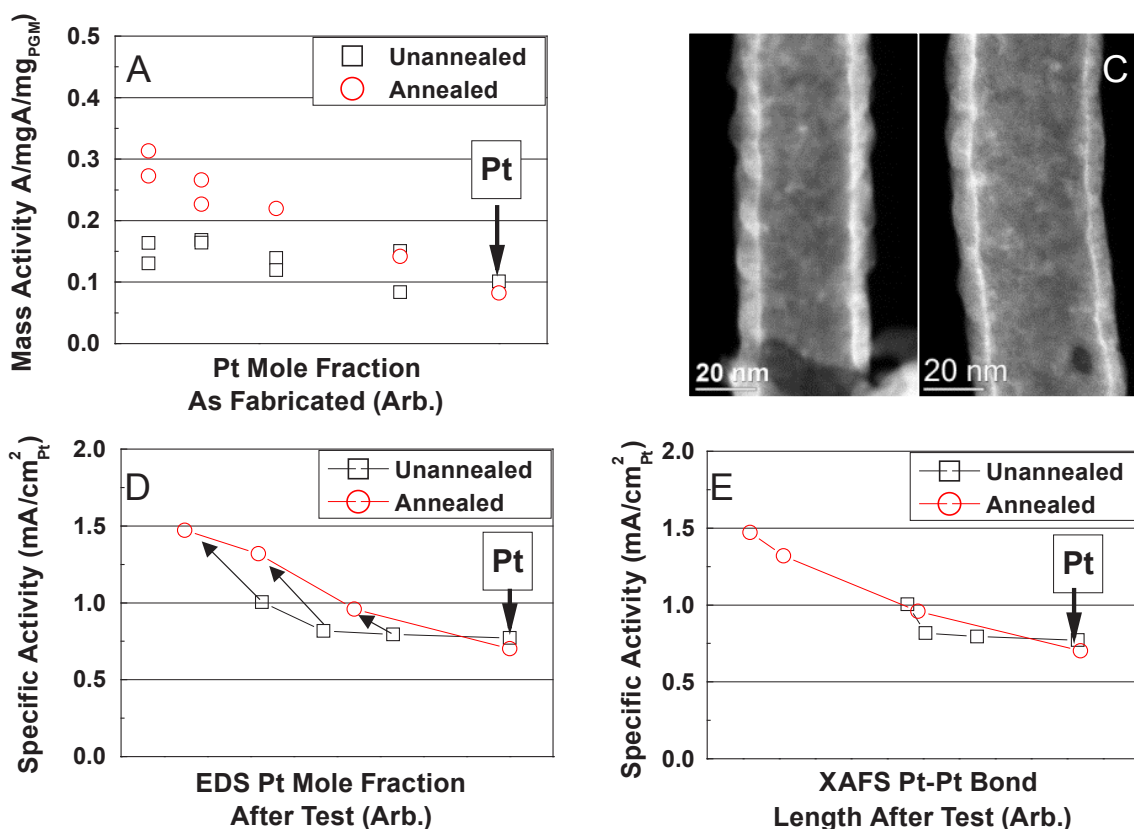 A
Unannealed
Annealed
Pt
0.5
0.4
0.3
0.2
0.1
0.0
Mass Activity A/mgA/mg_PGM)
Pt Mole Fraction
As Fabricated (Arb.)
C
20 nm
20 nm
D
Unannealed
Annealed
Pt
2.0
1.5
1.0
0.5
0.0
Specific Activity (mA/cm²_Pt)
EDS Pt Mole Fraction
After Test (Arb.)
E
Unannealed
Annealed
Pt
2.0
1.5
1.0
0.5
0.0
Specific Activity (mA/cm²_Pt)
XAFS Pt-Pt Bond
Length After Test (Arb.)